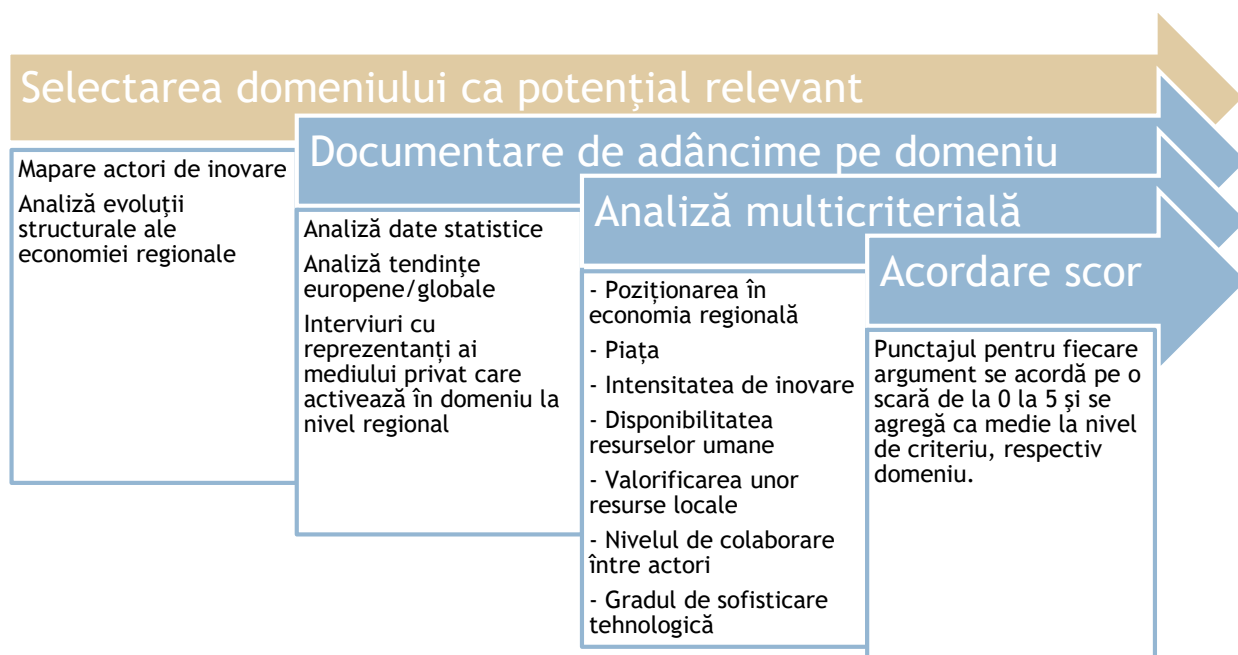 Selectarea domeniului ca potenţial relevant
Mapare actori de inovare
Analiză evoluţii
structurale ale
economiei regionale
Documentare de adâncime pe domeniu
Analiză date statistice
Analiză tendinţe
europene/globale
Interviuri cu
reprezentanți ai
mediului privat care
activează în domeniu la
nivel regional
Analiză multicriterială
- Poziționarea în
economia regională
- Piața
- Intensitatea de inovare
- Disponibilitatea
resurselor umane
- Valorificarea unor
resurse locale
- Nivelul de colaborare
între actori
- Gradul de sofisticare
tehnologică
Acordare scor
Punctajul pentru fiecare
argument se acordă pe o
scară de la 0 la 5 și se
agregă ca medie la nivel
de criteriu, respectiv
domeniu.